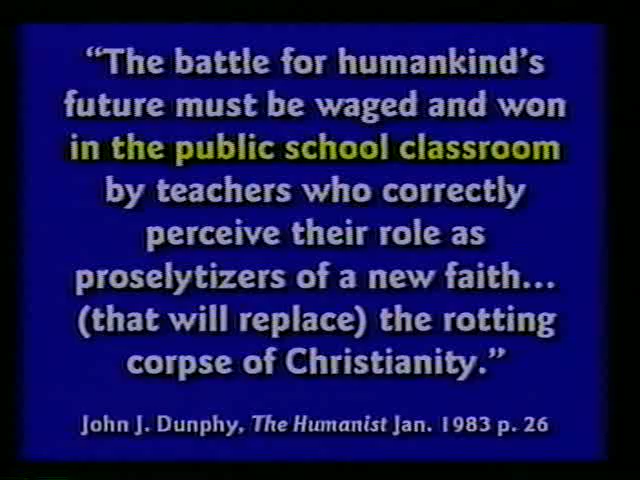 “The battle for humankind’s
future must be waged and won
in the public school classroom
by teachers who correctly
perceive their role as
proselytizers of a new faith...
(that will replace) the rotting
corpse of Christianity.”
John J. Dunphy, The Humanist Jan. 1983 p. 26